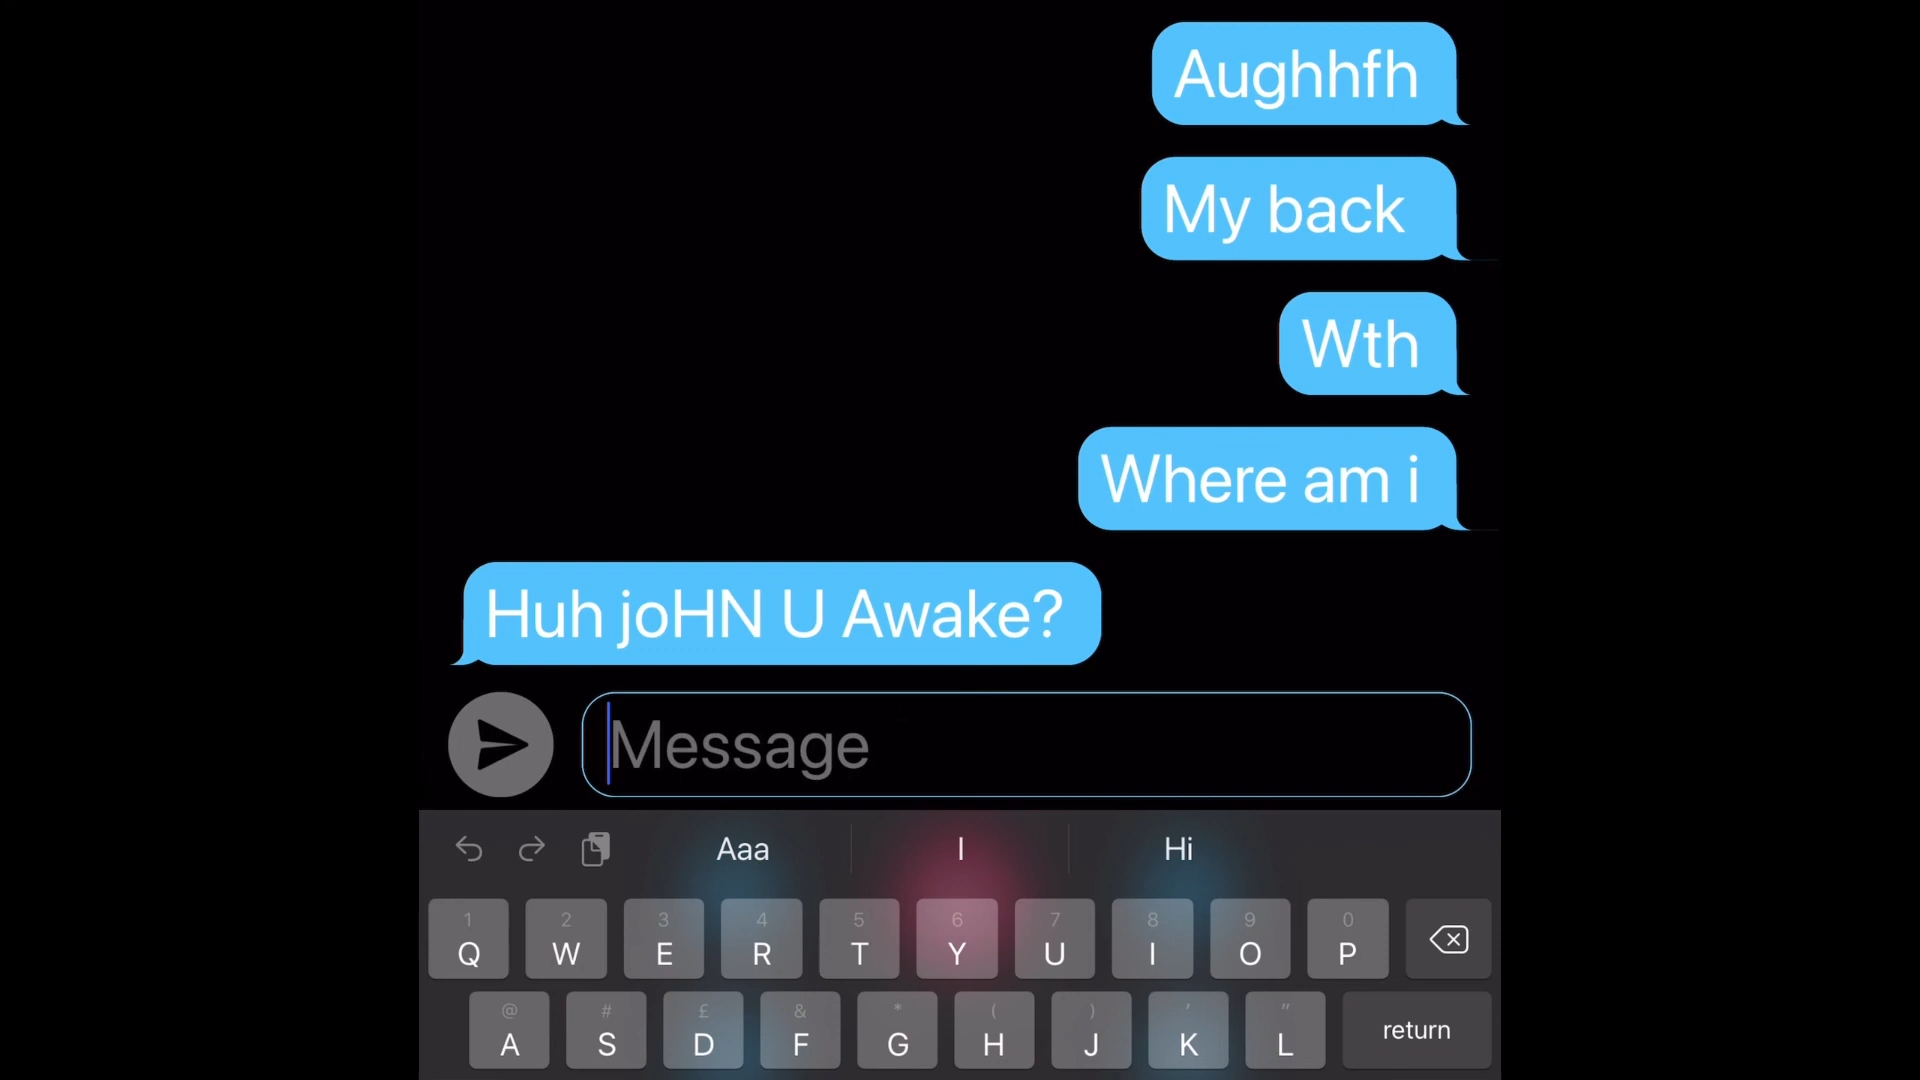 Aughhfh
My back
Wth
Where am i
Huh joHN U Awake?
Message
Aaa I Hi
1 2 3 4 5 6 7 8 9 0
Q W E R T Y U I O P
@ # £ & * ( ) ' "
A S D F G H J K L return